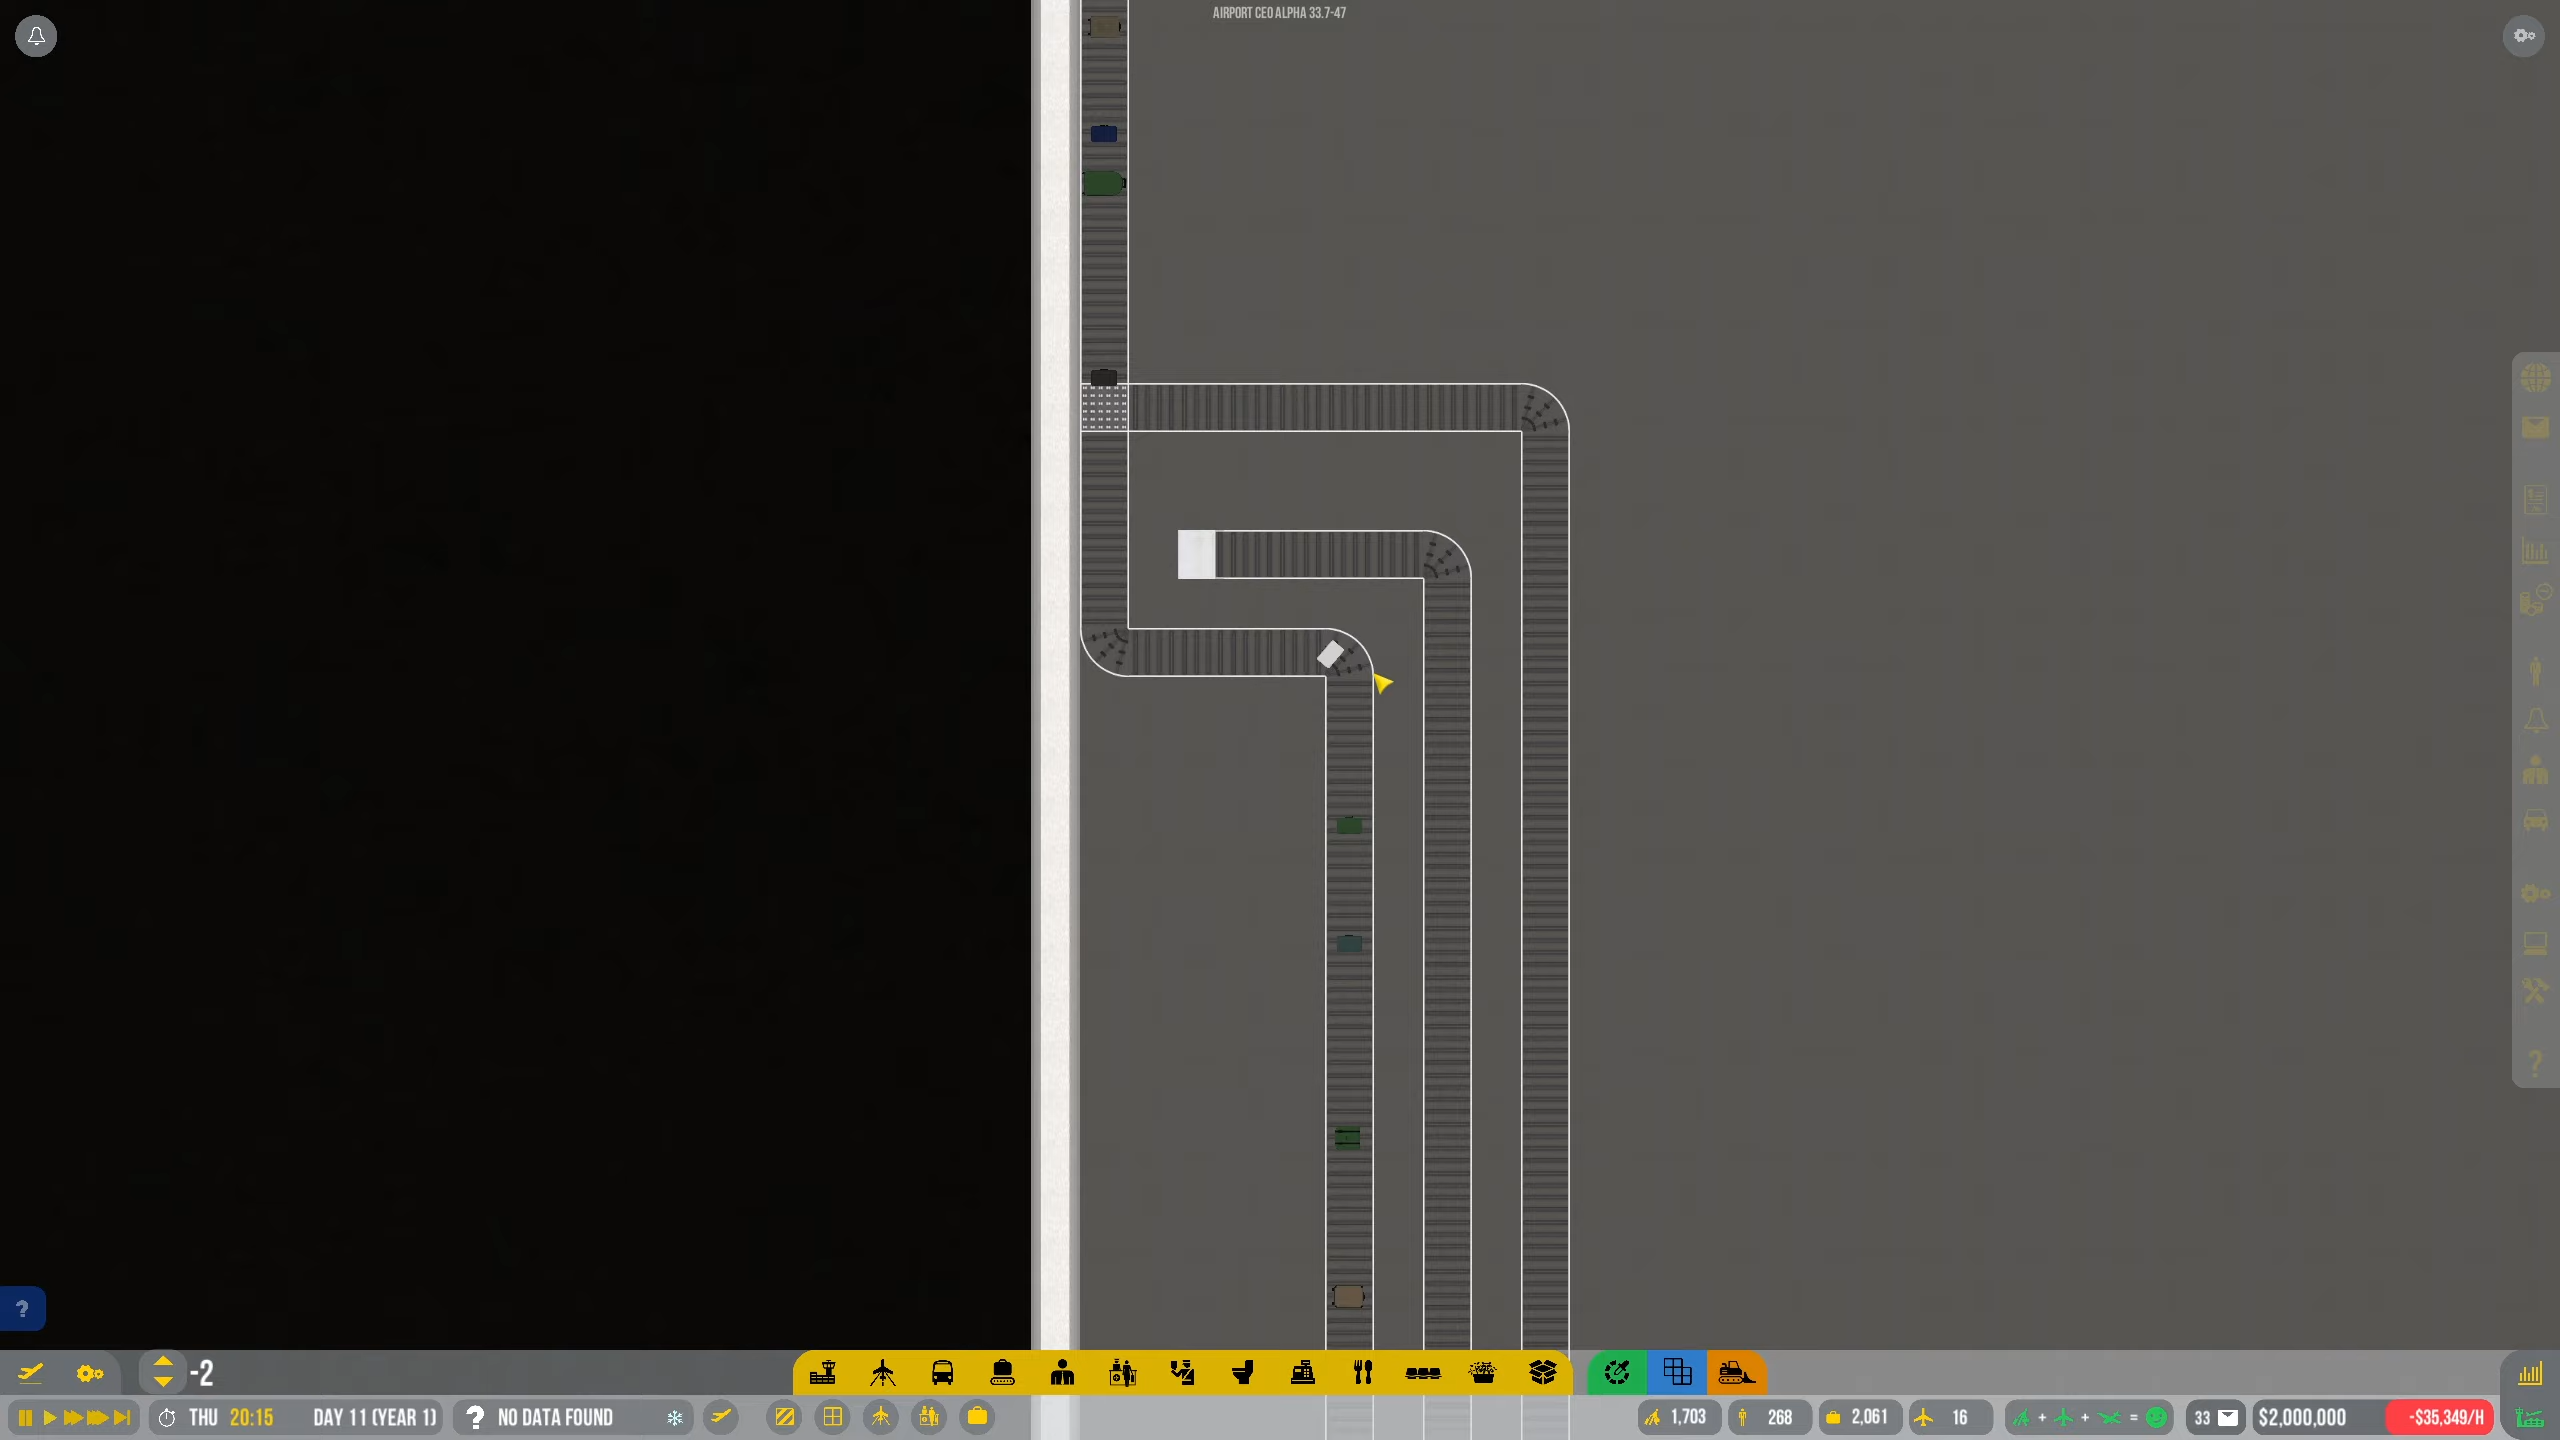 AIRPORT CEO ALPHA 33.7-47
?
?
-2
THU 20:15 DAY 11 (YEAR 1) ? NO DATA FOUND 1,703 268 2,061 16 + + = 33 $2,000,000 -$35,349/H